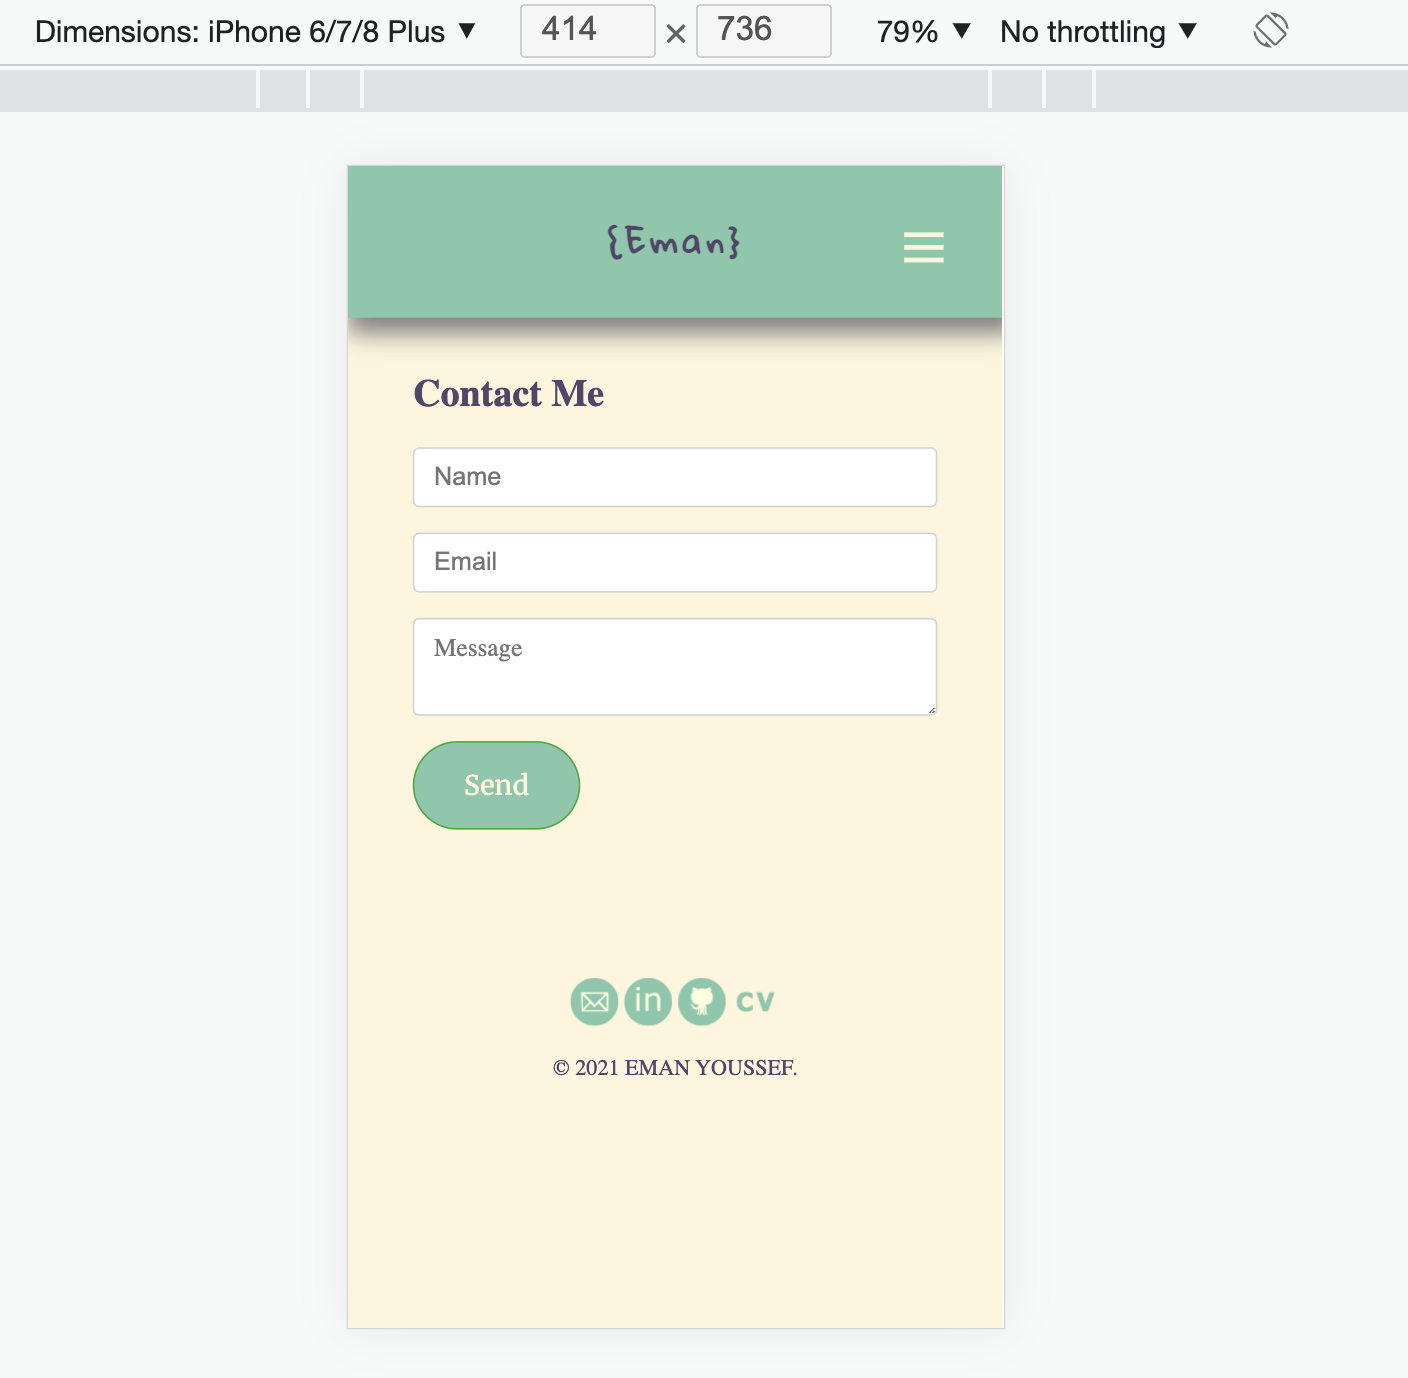 Dimensions: iPhone 6/7/8 Plus ▼ 414 × 736 79% ▼ No throttling ▼
{Eman}
Contact Me
Name
Email
Message
Send
in cv
© 2021 EMAN YOUSSEF.